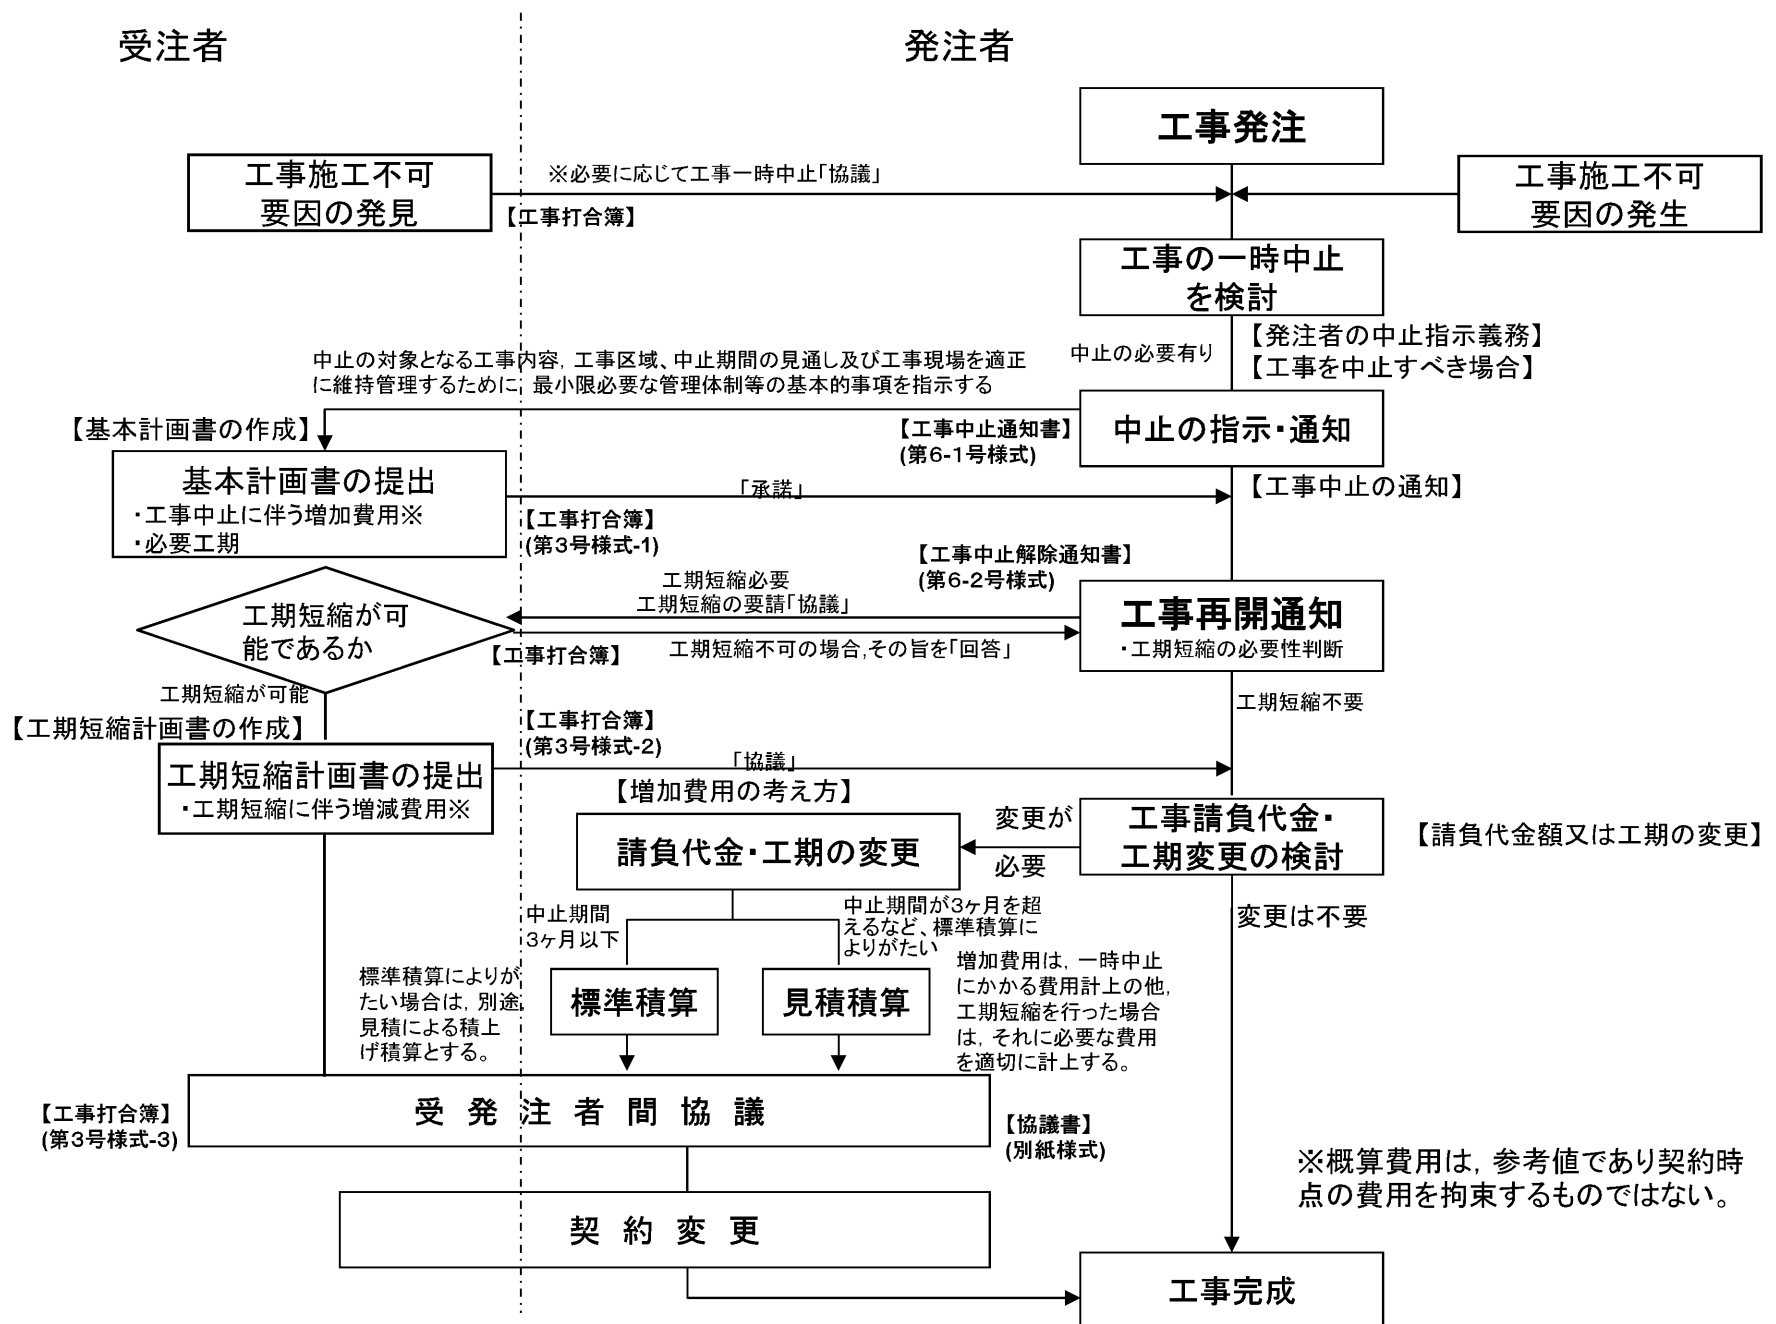 受注者
発注者
工事発注
工事施工不可
要因の発見
※必要に応じて工事一時中止「協議」
【工事打合簿】
工事施工不可
要因の発生
工事の一時中止
を検討
【発注者の中止指示義務】
【工事を中止すべき場合】
中止の必要有り
中止の対象となる工事内容，工事区域、中止期間の見通し及び工事現場を適正
に維持管理するために，最小限必要な管理体制等の基本的事項を指示する
【基本計画書の作成】
【工事中止通知書】
(第6-1号様式)
中止の指示・通知
基本計画書の提出
・工事中止に伴う増加費用※
・必要工期
「承諾」
【工事中止の通知】
【工事打合簿】
(第3号様式-1)
【工事中止解除通知書】
(第6-2号様式)
工期短縮必要
工期短縮の要請「協議」
工期短縮が可
能であるか
工事再開通知
・工期短縮の必要性判断
【工事打合簿】
工期短縮不可の場合，その旨を「回答」
工期短縮が可能
工期短縮不要
【工期短縮計画書の作成】
【工事打合簿】
(第3号様式-2)
工期短縮計画書の提出
・工期短縮に伴う増減費用※
「協議」
【増加費用の考え方】
請負代金・工期の変更
変更が
必要
工事請負代金・
工期変更の検討
【請負代金額又は工期の変更】
中止期間
3ヶ月以下
中止期間が3ヶ月を超
えるなど、標準積算に
よりがたい
変更は不要
標準積算によりが
たい場合は，別途，
見積による積上
げ積算とする。
標準積算
見積積算
増加費用は，一時中止
にかかる費用計上の他，
工期短縮を行った場合
は，それに必要な費用
を適切に計上する。
【工事打合簿】
(第3号様式-3)
受発注者間協議
【協議書】
(別紙様式)
契約変更
※概算費用は，参考値であり契約時
点の費用を拘束するものではない。
工事完成